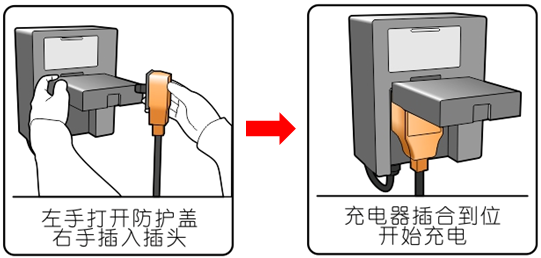 左手打开防护盖
右手插入插头
充电器插合到位
开始充电